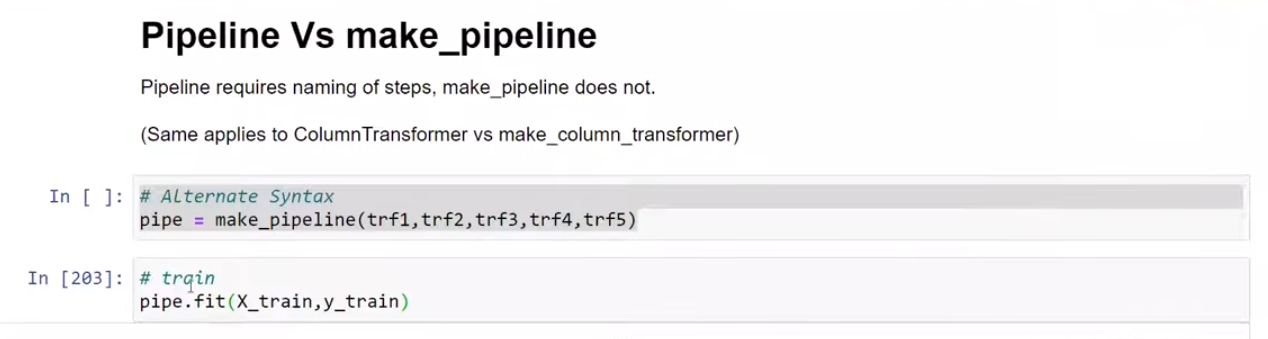 Pipeline Vs make_pipeline
Pipeline requires naming of steps, make_pipeline does not.
(Same applies to ColumnTransformer vs make_column_transformer)
In [ ]: # Alternate Syntax
pipe = make_pipeline(trf1,trf2,trf3,trf4,trf5)
In [203]: # train
pipe.fit(X_train,y_train)